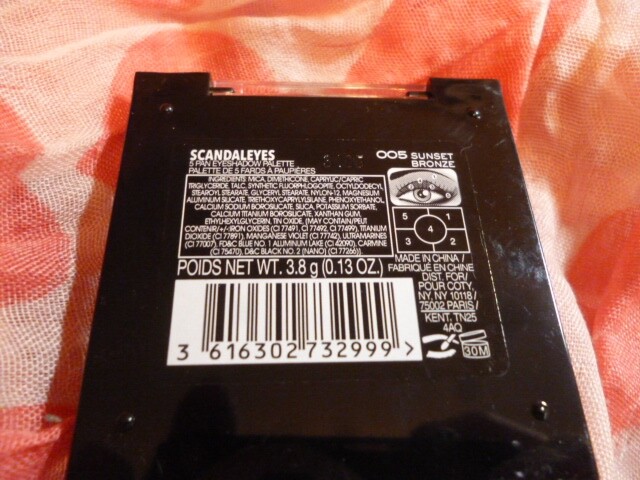 SCANDALEYES
5 PAN EYESHADOW PALETTE
PALETTE DE 5 FARDS À PAUPIÈRES
005 SUNSET
BRONZE
INGREDIENTS: MICA, DIMETHICONE, CAPRYLIC/CAPRIC
TRIGLYCERIDE, TALC, SYNTHETIC FLUORPHLOGOPITE, OCTYLDODECYL
STEAROYL STEARATE, GLYCERYL STEARATE, NYLON-12, MAGNESIUM
ALUMINUM SILICATE, TRIETHOXYCAPRYLYLSILANE, PHENOXYETHANOL,
CALCIUM SODIUM BOROSILICATE, SILICA, POTASSIUM SORBATE,
CALCIUM TITANIUM BOROSILICATE, XANTHAN GUM,
ETHYLHEXYLGLYCERIN, TIN OXIDE, (MAY CONTAIN/PEUT
CONTENIR/+/-:IRON OXIDES (CI 77491, CI 77492, CI 77499), TITANIUM
DIOXIDE (CI 77891), MANGANESE VIOLET (CI 77742), ULTRAMARINES
(CI 77007), FD&C BLUE NO. 1 ALUMINUM LAKE (CI 42090), CARMINE
(CI 75470), D&C BLACK NO. 2 [NANO] (CI 77266))
5 1
4
3 2
POIDS NET WT. 3.8 g (0.13 OZ.)
MADE IN CHINA /
FABRIQUÉ EN CHINE
DIST. FOR/
POUR COTY,
NY, NY 10118 /
75002 PARIS /
KENT, TN25
4AQ
30M
3 616302 732999 >